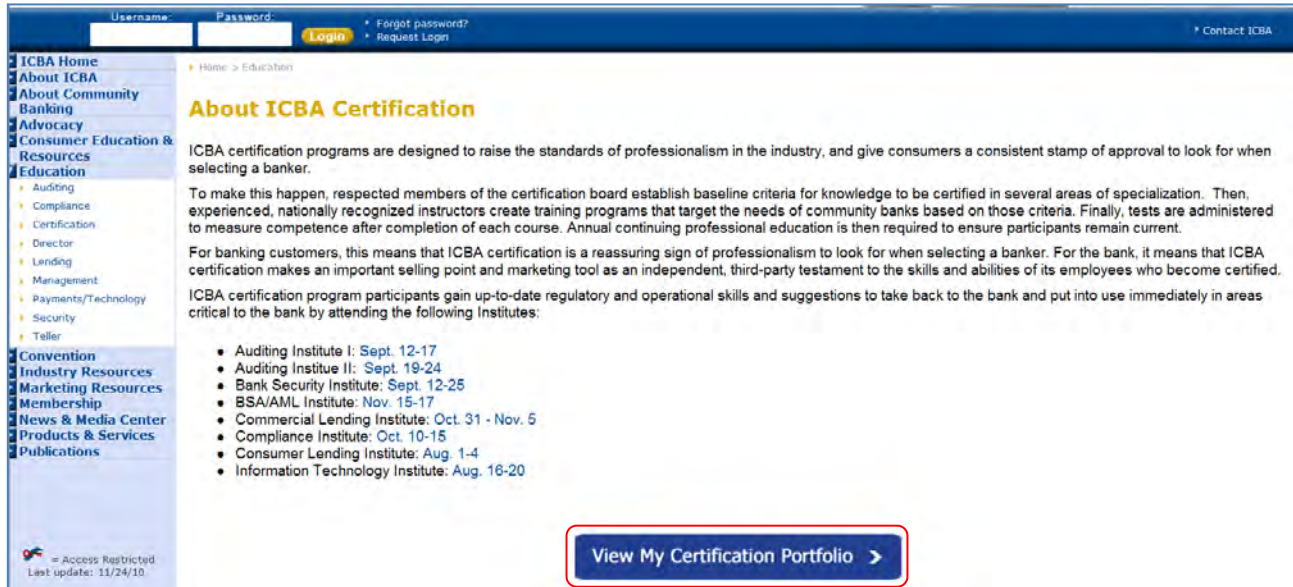 Username:
Password:
Login
Forgot password?
Request Login
Contact ICBA
ICBA Home
About ICBA
About Community
Banking
Advocacy
Consumer Education &
Resources
Education
Auditing
Compliance
Certification
Director
Lending
Management
Payments/Technology
Security
Teller
Convention
Industry Resources
Marketing Resources
Membership
News & Media Center
Products & Services
Publications
= Access Restricted
Last update: 11/24/10
Home > Education
About ICBA Certification
ICBA certification programs are designed to raise the standards of professionalism in the industry, and give consumers a consistent stamp of approval to look for when
selecting a banker.
To make this happen, respected members of the certification board establish baseline criteria for knowledge to be certified in several areas of specialization. Then,
experienced, nationally recognized instructors create training programs that target the needs of community banks based on those criteria. Finally, tests are administered
to measure competence after completion of each course. Annual continuing professional education is then required to ensure participants remain current.
For banking customers, this means that ICBA certification is a reassuring sign of professionalism to look for when selecting a banker. For the bank, it means that ICBA
certification makes an important selling point and marketing tool as an independent, third-party testament to the skills and abilities of its employees who become certified.
ICBA certification program participants gain up-to-date regulatory and operational skills and suggestions to take back to the bank and put into use immediately in areas
critical to the bank by attending the following Institutes:
Auditing Institute I: Sept. 12-17
Auditing Institue II: Sept. 19-24
Bank Security Institute: Sept. 12-25
BSA/AML Institute: Nov. 15-17
Commercial Lending Institute: Oct. 31 - Nov. 5
Compliance Institute: Oct. 10-15
Consumer Lending Institute: Aug. 1-4
Information Technology Institute: Aug. 16-20
View My Certification Portfolio >